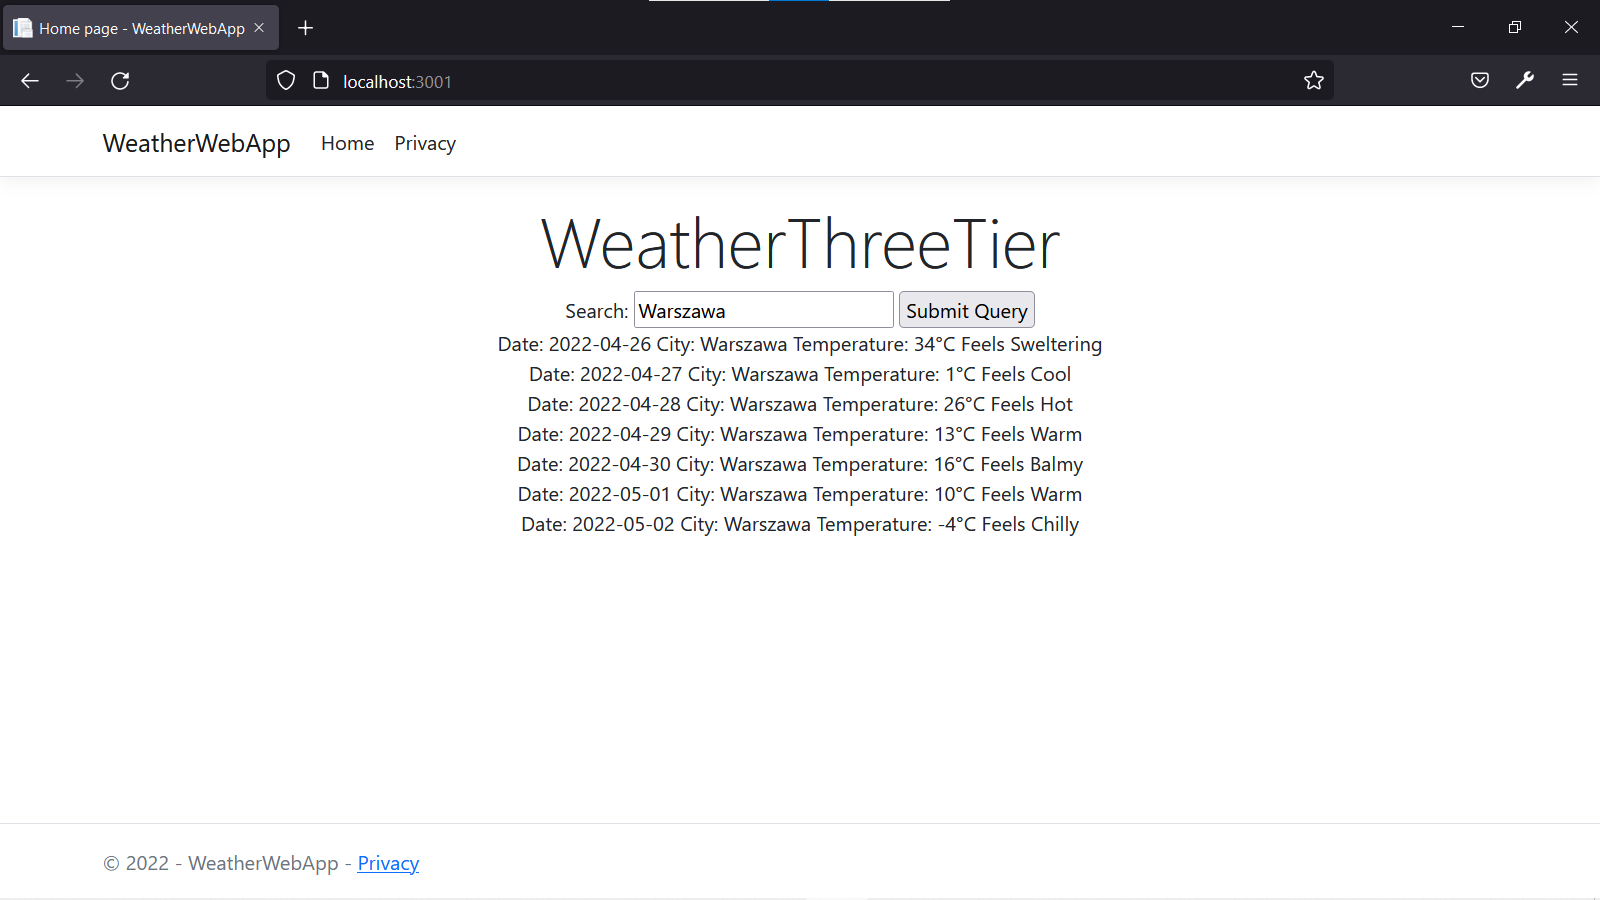 Home page - WeatherWebApp
localhost:3001
WeatherWebApp Home Privacy
WeatherThreeTier
Search: Warszawa Submit Query
Date: 2022-04-26 City: Warszawa Temperature: 34°C Feels Sweltering
Date: 2022-04-27 City: Warszawa Temperature: 1°C Feels Cool
Date: 2022-04-28 City: Warszawa Temperature: 26°C Feels Hot
Date: 2022-04-29 City: Warszawa Temperature: 13°C Feels Warm
Date: 2022-04-30 City: Warszawa Temperature: 16°C Feels Balmy
Date: 2022-05-01 City: Warszawa Temperature: 10°C Feels Warm
Date: 2022-05-02 City: Warszawa Temperature: -4°C Feels Chilly
© 2022 - WeatherWebApp - Privacy